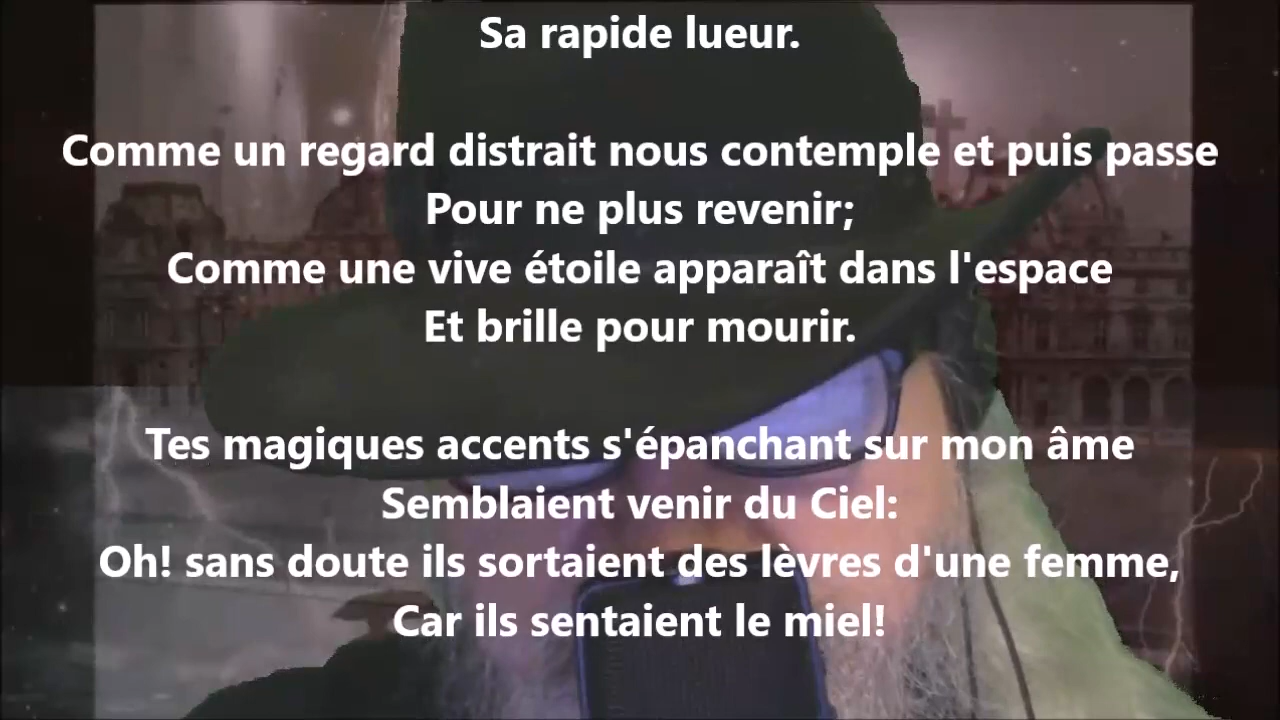 Sa rapide lueur.
Comme un regard distrait nous contemple et puis passe
Pour ne plus revenir;
Comme une vive étoile apparaît dans l'espace
Et brille pour mourir.
Tes magiques accents s'épanchant sur mon âme
Semblaient venir du Ciel:
Oh! sans doute ils sortaient des lèvres d'une femme,
Car ils sentaient le miel!